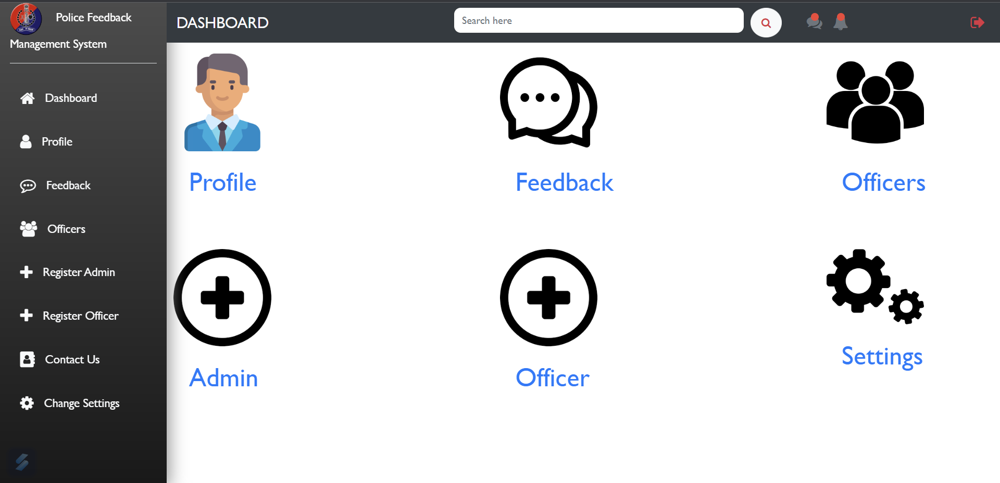 Police Feedback
Management System
Dashboard
Profile
Feedback
Officers
Register Admin
Register Officer
Contact Us
Change Settings
DASHBOARD
Search here
Profile
Feedback
Officers
Admin
Officer
Settings